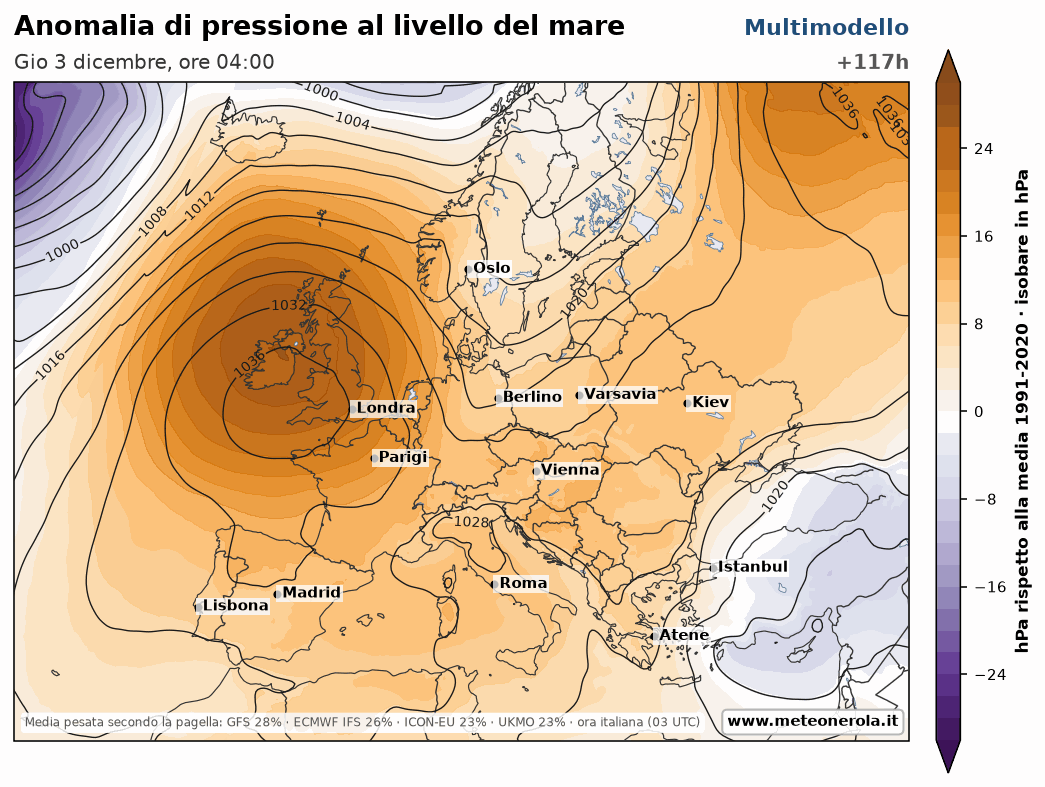 Anomalia di pressione al livello del mare
Multimodello
Gio 3 dicembre, ore 04:00
+117h
1000
1004
1036
1036
1008
1012
1000
Oslo
1020
1032
1016
1036
Londra
Berlino
Varsavia
Kiev
Parigi
Vienna
1020
1028
Istanbul
Roma
Madrid
Lisbona
Atene
Media pesata secondo la pagella: GFS 28% · ECMWF IFS 26% · ICON-EU 23% · UKMO 23% · ora italiana (03 UTC)
www.meteonerola.it
24
16
8
0
−8
−16
−24
hPa rispetto alla media 1991-2020 · isobare in hPa